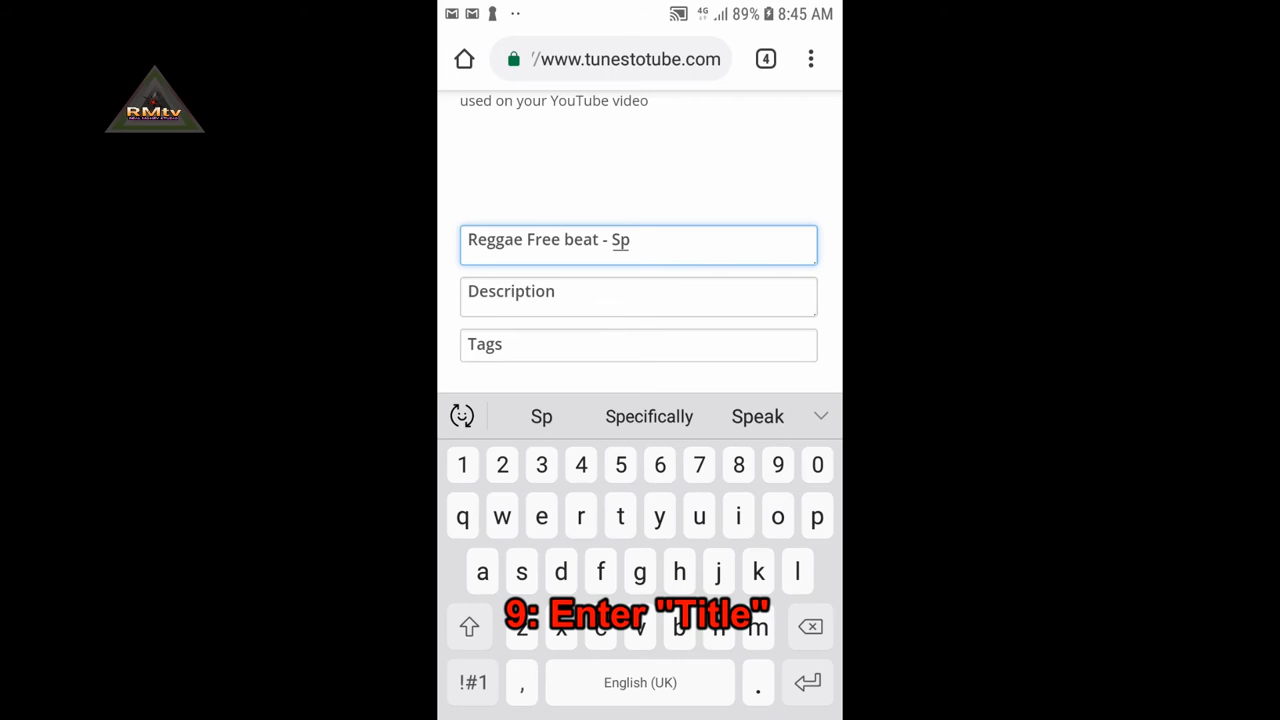 4G 89% 8:45 AM
//www.tunestotube.com 4
RMtv
used on your YouTube video
Reggae Free beat - Sp
Description
Tags
Sp Specifically Speak
1 2 3 4 5 6 7 8 9 0
q w e r t y u i o p
a s d f g h j k l
9: Enter "Title"
z x c v b n m
!#1 , English (UK) .